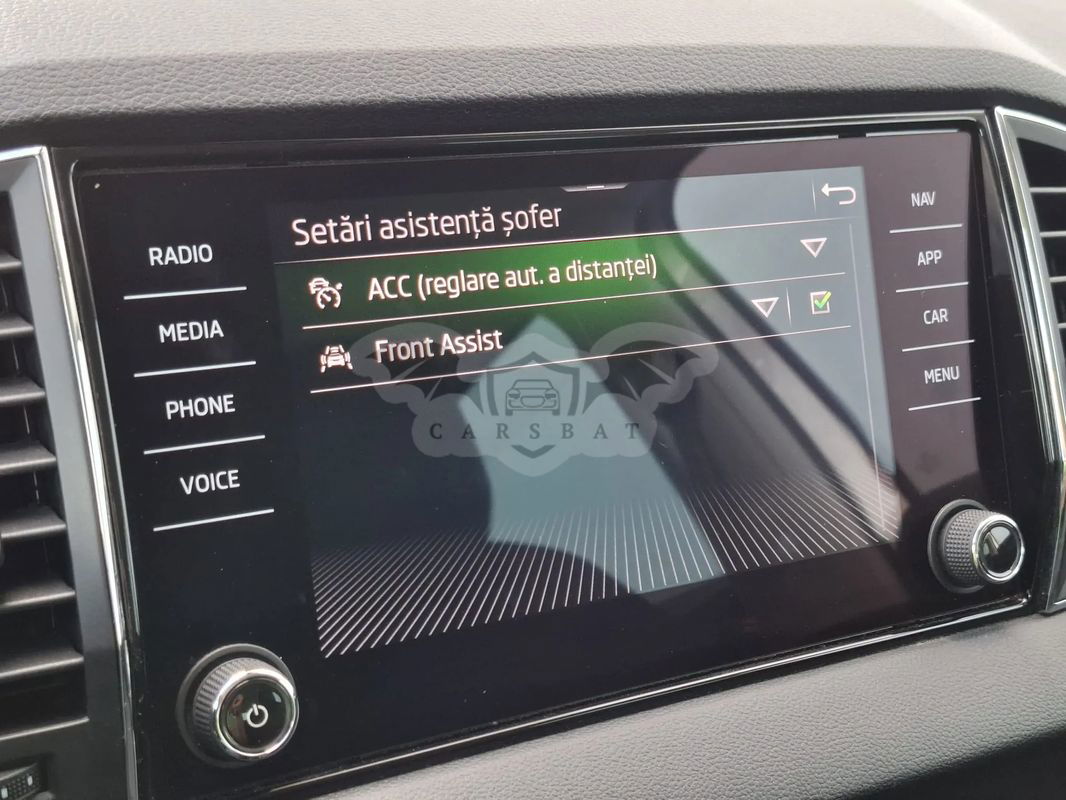 Setări asistență șofer
ACC (reglare aut. a distanței)
Front Assist
RADIO
MEDIA
PHONE
VOICE
NAV
APP
CAR
MENU
CARSBAT